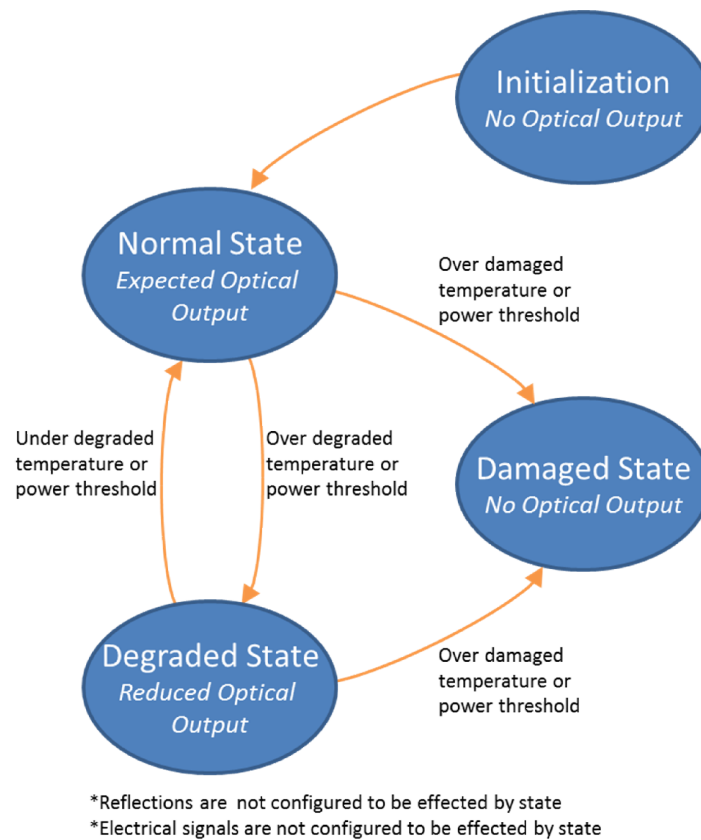 Initialization
No Optical Output
Normal State
Expected Optical
Output
Over damaged
temperature or
power threshold
Under degraded
temperature or
power threshold
Over degraded
temperature or
power threshold
Damaged State
No Optical Output
Degraded State
Reduced Optical
Output
Over damaged
temperature or
power threshold
*Reflections are not configured to be effected by state
*Electrical signals are not configured to be effected by state